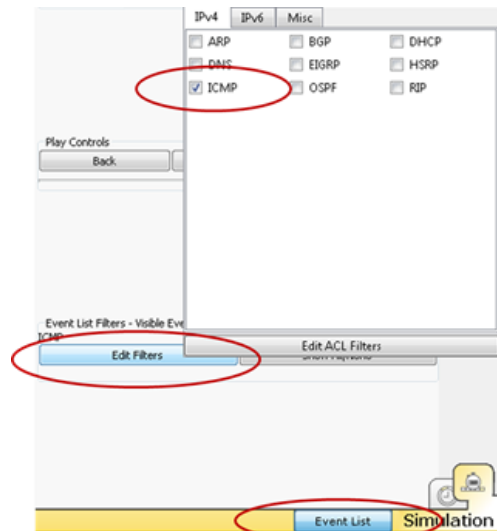 IPv4 IPv6 Misc
ARP BGP DHCP
DNS EIGRP HSRP
ICMP OSPF RIP
Play Controls
Back
Event List Filters - Visible Eve
ICMP
Edit ACL Filters
Edit Filters
Event List Simulation